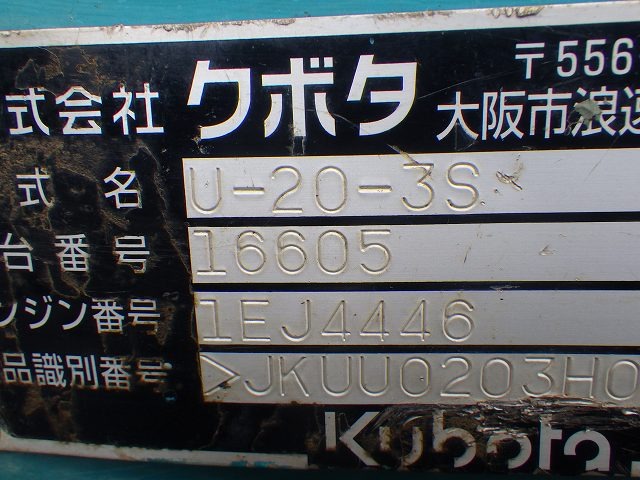 式会社 クボタ 〒556
大阪市浪速
式名 U-20-3S
台番号 16605
ンジン番号 1EJ4446
品識別番号 >JKUU0203H0
Kubota